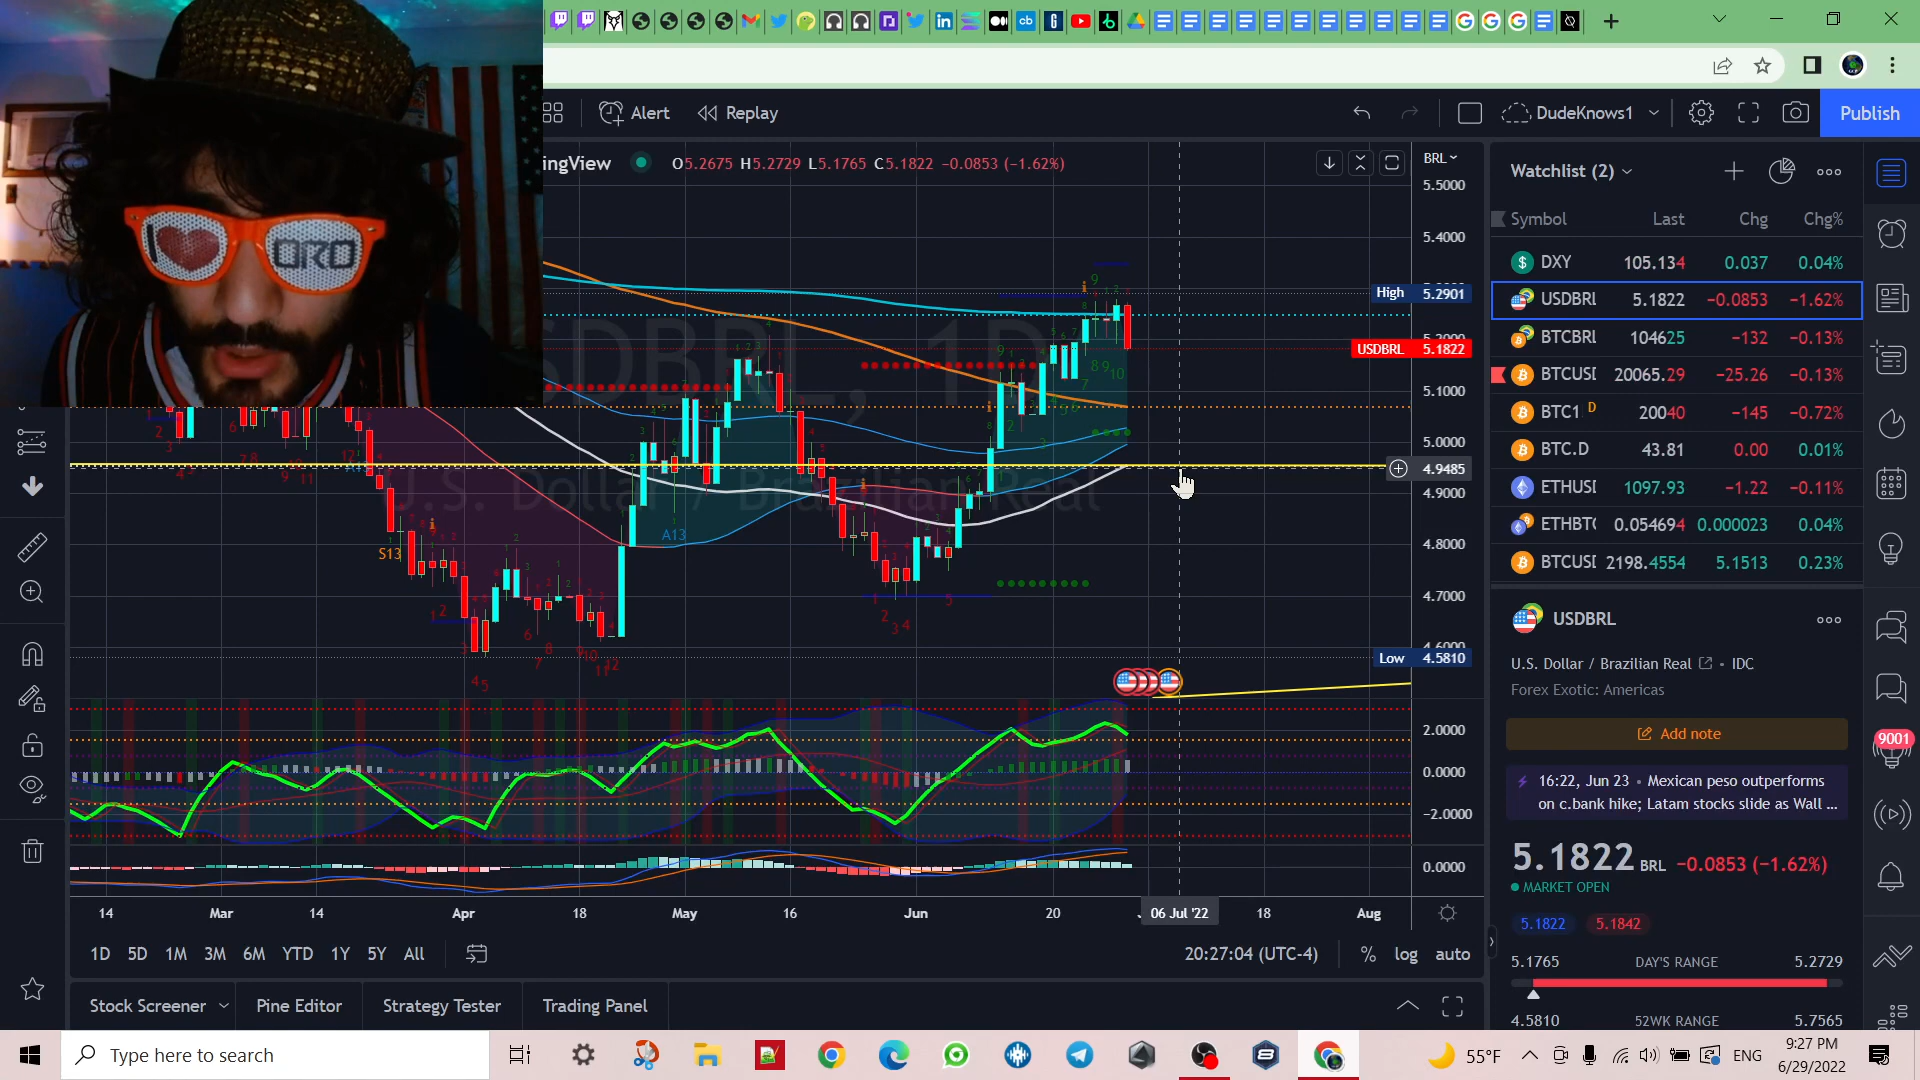 Alert
Replay
DudeKnows1
Publish
ingView
O5.2675 H5.2729 L5.1765 C5.1822 −0.0853 (−1.62%)
BRL
5.5000
5.4000
High 5.2901
USDBRL 5.1822
5.1000
5.0000
4.9485
4.9000
4.8000
4.7000
Low 4.5810
U.S. Dollar / Brazilian Real
S13
A13
2.0000
0.0000
−2.0000
0.0000
14 Mar 14 Apr 18 May 16 Jun 20 06 Jul '22 18 Aug
1D 5D 1M 3M 6M YTD 1Y 5Y All
20:27:04 (UTC-4)
% log auto
Stock Screener
Pine Editor
Strategy Tester
Trading Panel
Watchlist (2)
Symbol Last Chg Chg%
DXY 105.134 0.037 0.04%
USDBRL 5.1822 −0.0853 −1.62%
BTCBRL 104625 −132 −0.13%
BTCUSD 20065.29 −25.26 −0.13%
BTC1 D 20040 −145 −0.72%
BTC.D 43.81 0.00 0.01%
ETHUSD 1097.93 −1.22 −0.11%
ETHBTC 0.054694 0.000023 0.04%
BTCUSD 2198.4554 5.1513 0.23%
USDBRL
U.S. Dollar / Brazilian Real • IDC
Forex Exotic: Americas
Add note
16:22, Jun 23 • Mexican peso outperforms
on c.bank hike; Latam stocks slide as Wall ...
9001
5.1822 BRL −0.0853 (−1.62%)
MARKET OPEN
5.1822 5.1842
5.1765 DAY'S RANGE 5.2729
4.5810 52WK RANGE 5.7565
Type here to search
55°F
ENG
9:27 PM
6/29/2022
I
ORO